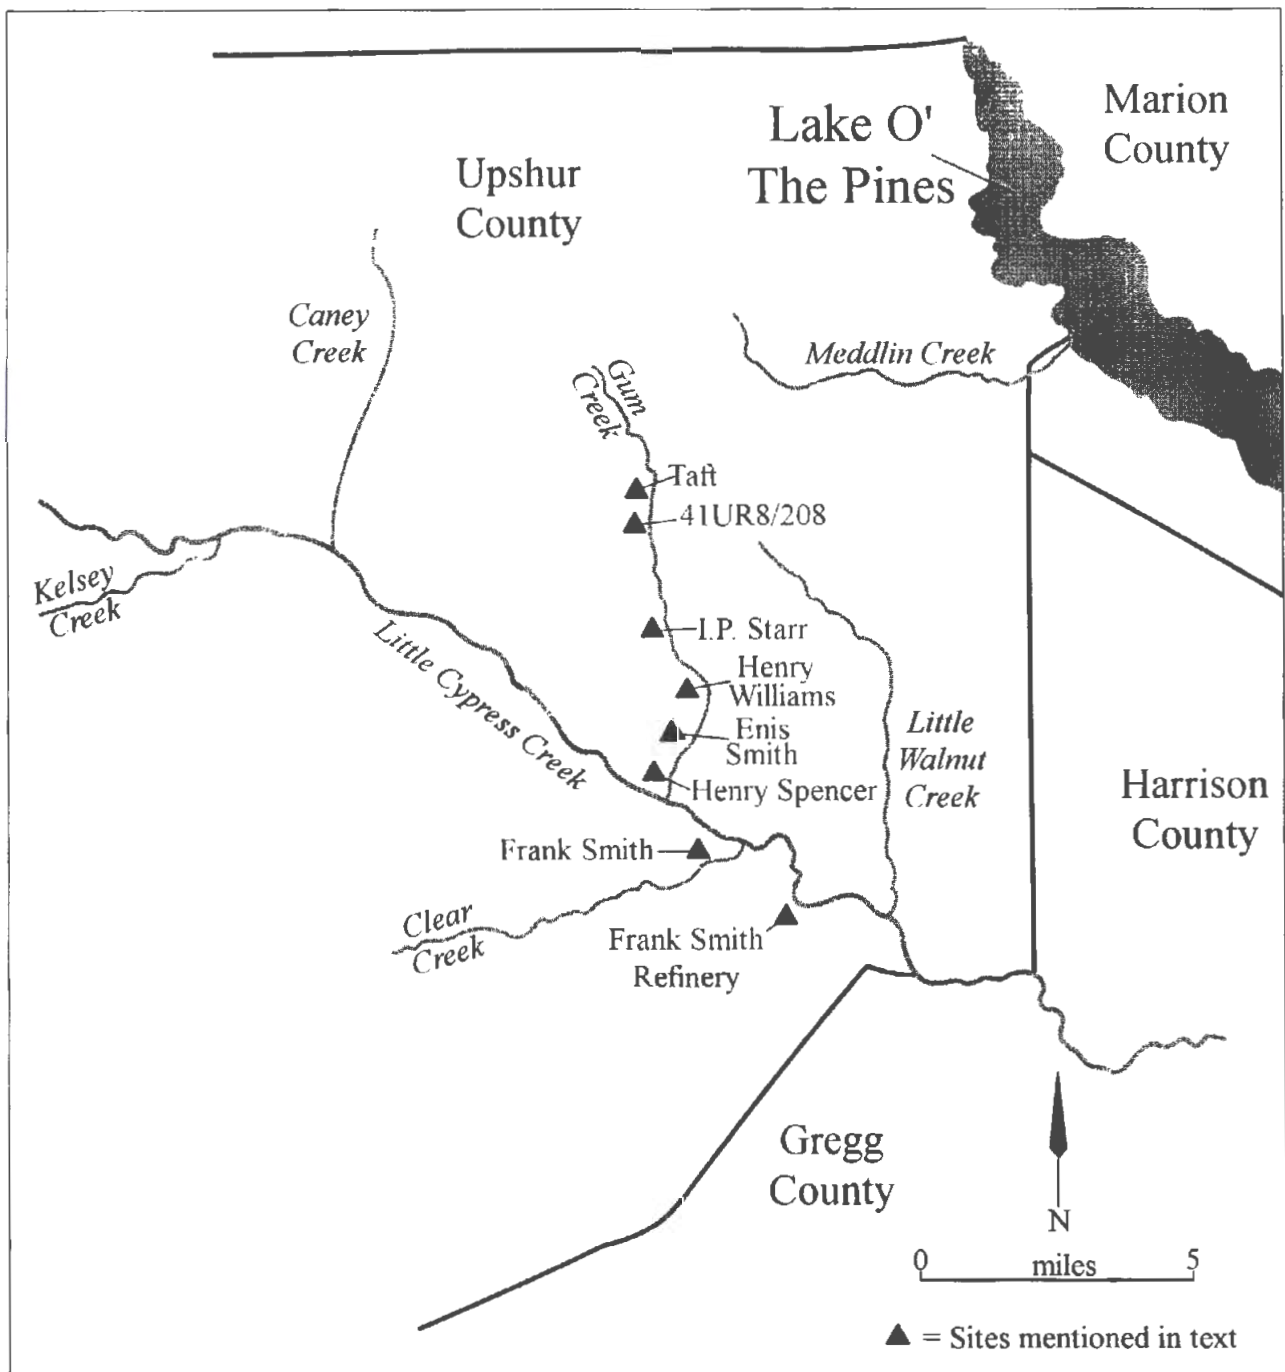 Marion
County
Lake O'
The Pines
Upshur
County
Caney
Creek
Meddlin Creek
Gum
Creek
Taft
41UR8/208
Kelsey
Creek
I.P. Starr
Little Cypress Creek
Henry
Williams
Enis
Smith
Little
Walnut
Creek
Henry Spencer
Harrison
County
Frank Smith
Clear
Creek
Frank Smith
Refinery
Gregg
County
N
0 miles 5
= Sites mentioned in text